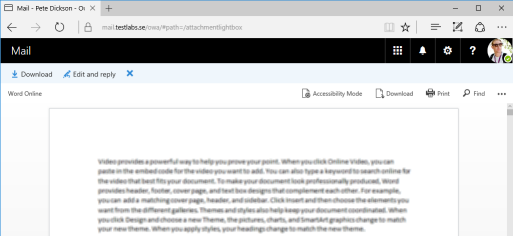 Mail - Pete Dickson - Ou
mail.testlabs.se/owa/#path=/attachmentlightbox
Mail
?
Download Edit and reply
Word Online Accessibility Mode Download Print Find
Video provides a powerful way to help you prove your point. When you click Online Video, you can
paste in the embed code for the video you want to add. You can also type a keyword to search online for
the video that best fits your document. To make your document look professionally produced, Word
provides header, footer, cover page, and text box designs that complement each other. For example,
you can add a matching cover page, header, and sidebar. Click Insert and then choose the elements you
want from the different galleries. Themes and styles also help keep your document coordinated. When
you click Design and choose a new Theme, the pictures, charts, and SmartArt graphics change to match
your new theme. When you apply styles, your headings change to match the new theme.